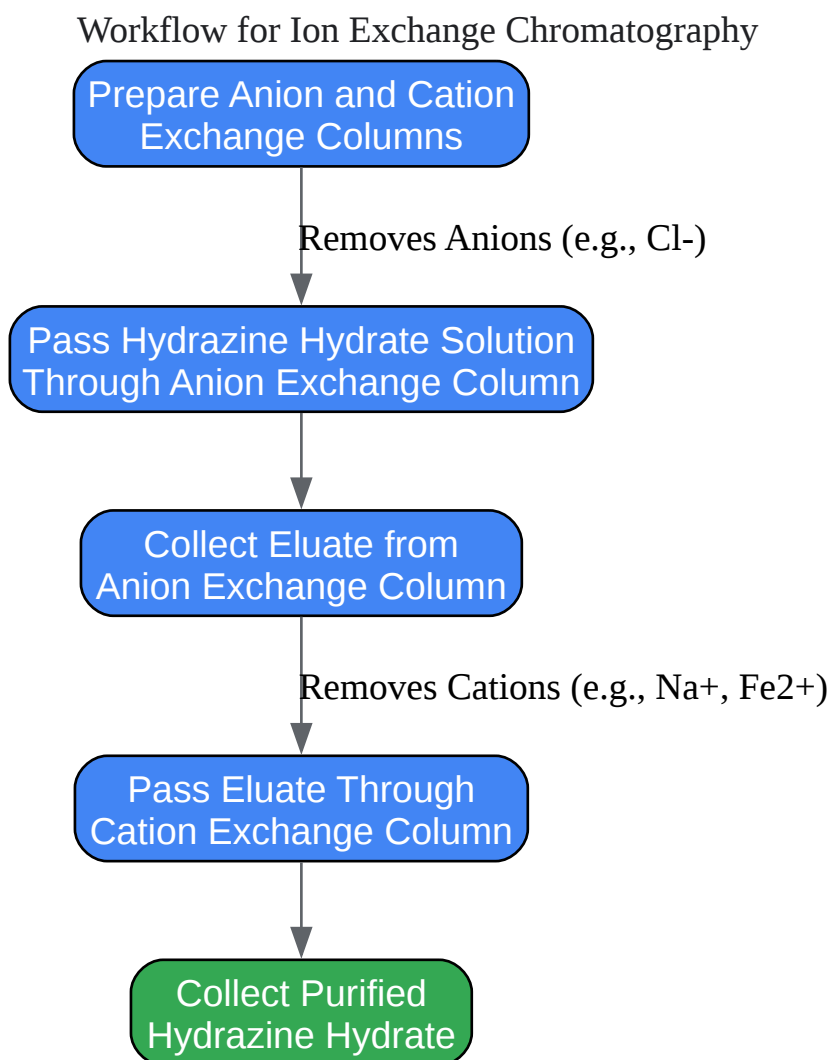 Workflow for Ion Exchange Chromatography
Prepare Anion and Cation
Exchange Columns
Removes Anions (e.g., Cl-)
Pass Hydrazine Hydrate Solution
Through Anion Exchange Column
Collect Eluate from
Anion Exchange Column
Removes Cations (e.g., Na+, Fe2+)
Pass Eluate Through
Cation Exchange Column
Collect Purified
Hydrazine Hydrate